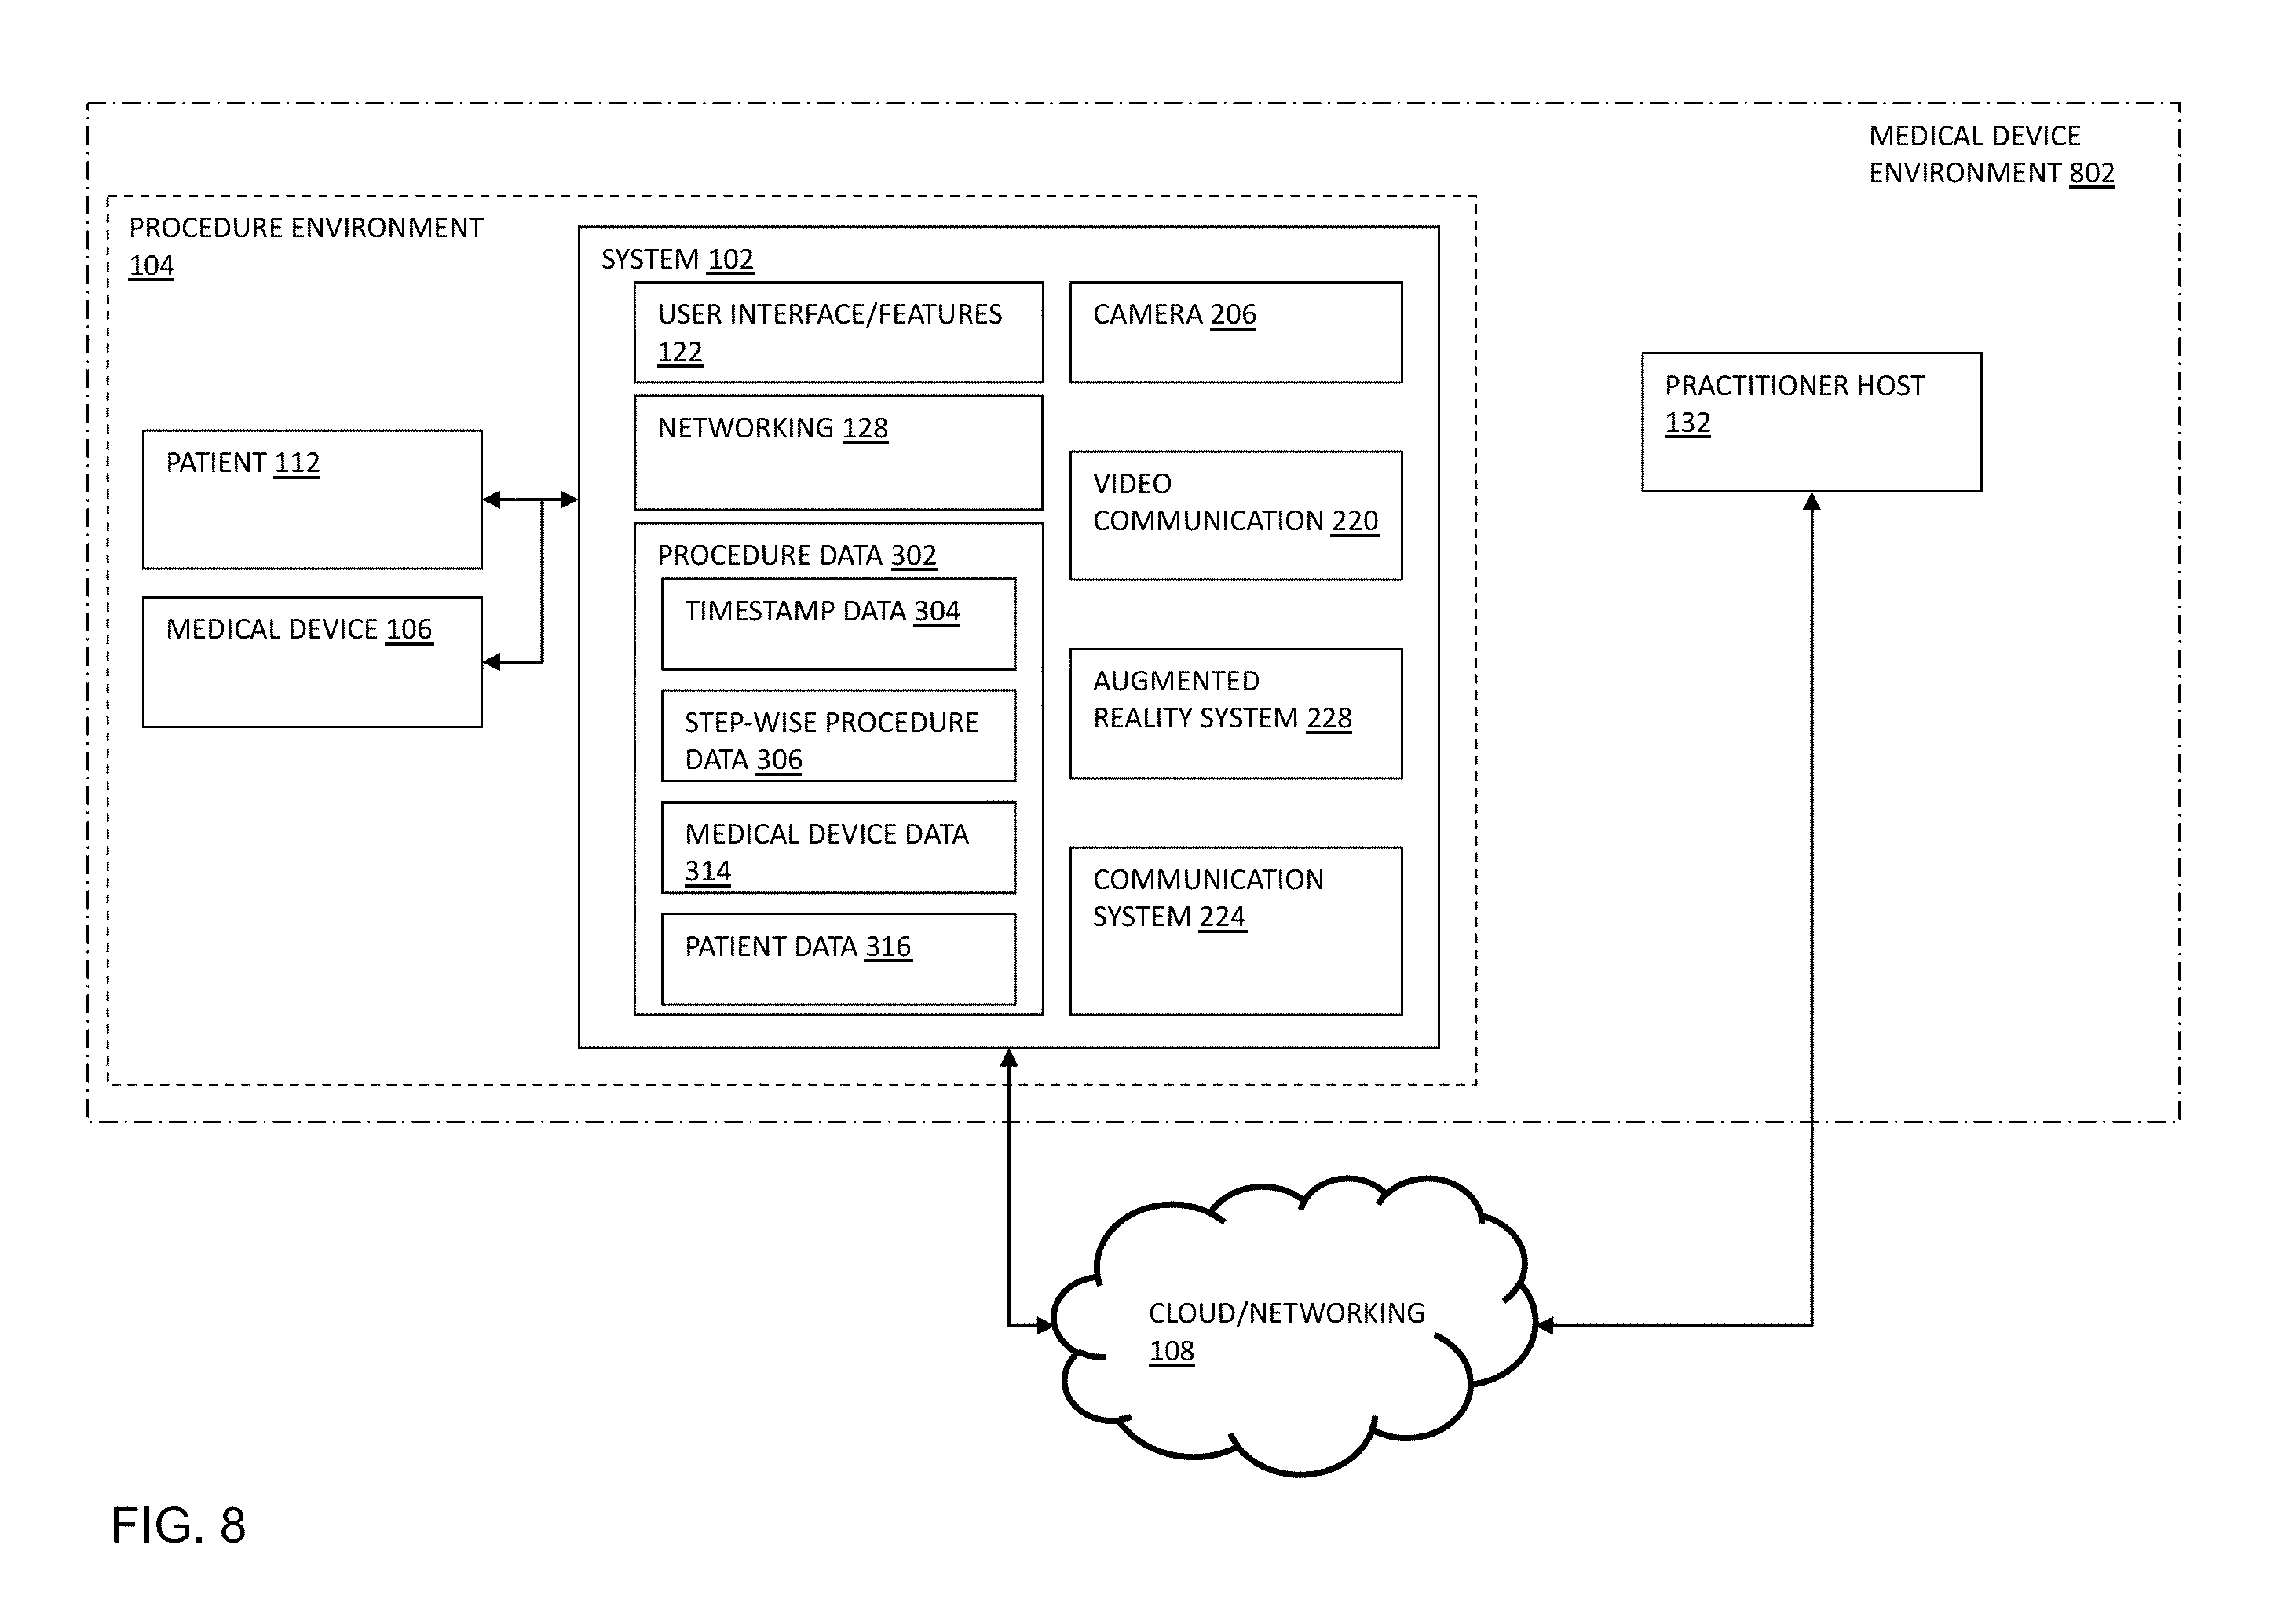 MEDICAL DEVICE
ENVIRONMENT 802
PROCEDURE ENVIRONMENT
104
SYSTEM 102
USER INTERFACE/FEATURES
122
CAMERA 206
NETWORKING 128
PATIENT 112
MEDICAL DEVICE 106
PROCEDURE DATA 302
TIMESTAMP DATA 304
STEP-WISE PROCEDURE
DATA 306
MEDICAL DEVICE DATA
314
PATIENT DATA 316
VIDEO
COMMUNICATION 220
AUGMENTED
REALITY SYSTEM 228
COMMUNICATION
SYSTEM 224
PRACTITIONER HOST
132
CLOUD/NETWORKING
108
FIG. 8